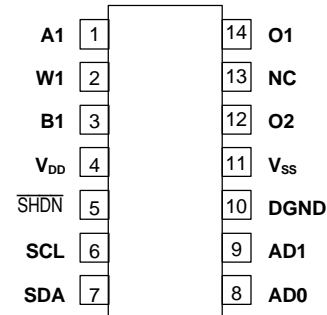 A1 1 14 O1
W1 2 13 NC
B1 3 12 O2
VDD 4 11 VSS
SHDN 5 10 DGND
SCL 6 9 AD1
SDA 7 8 AD0